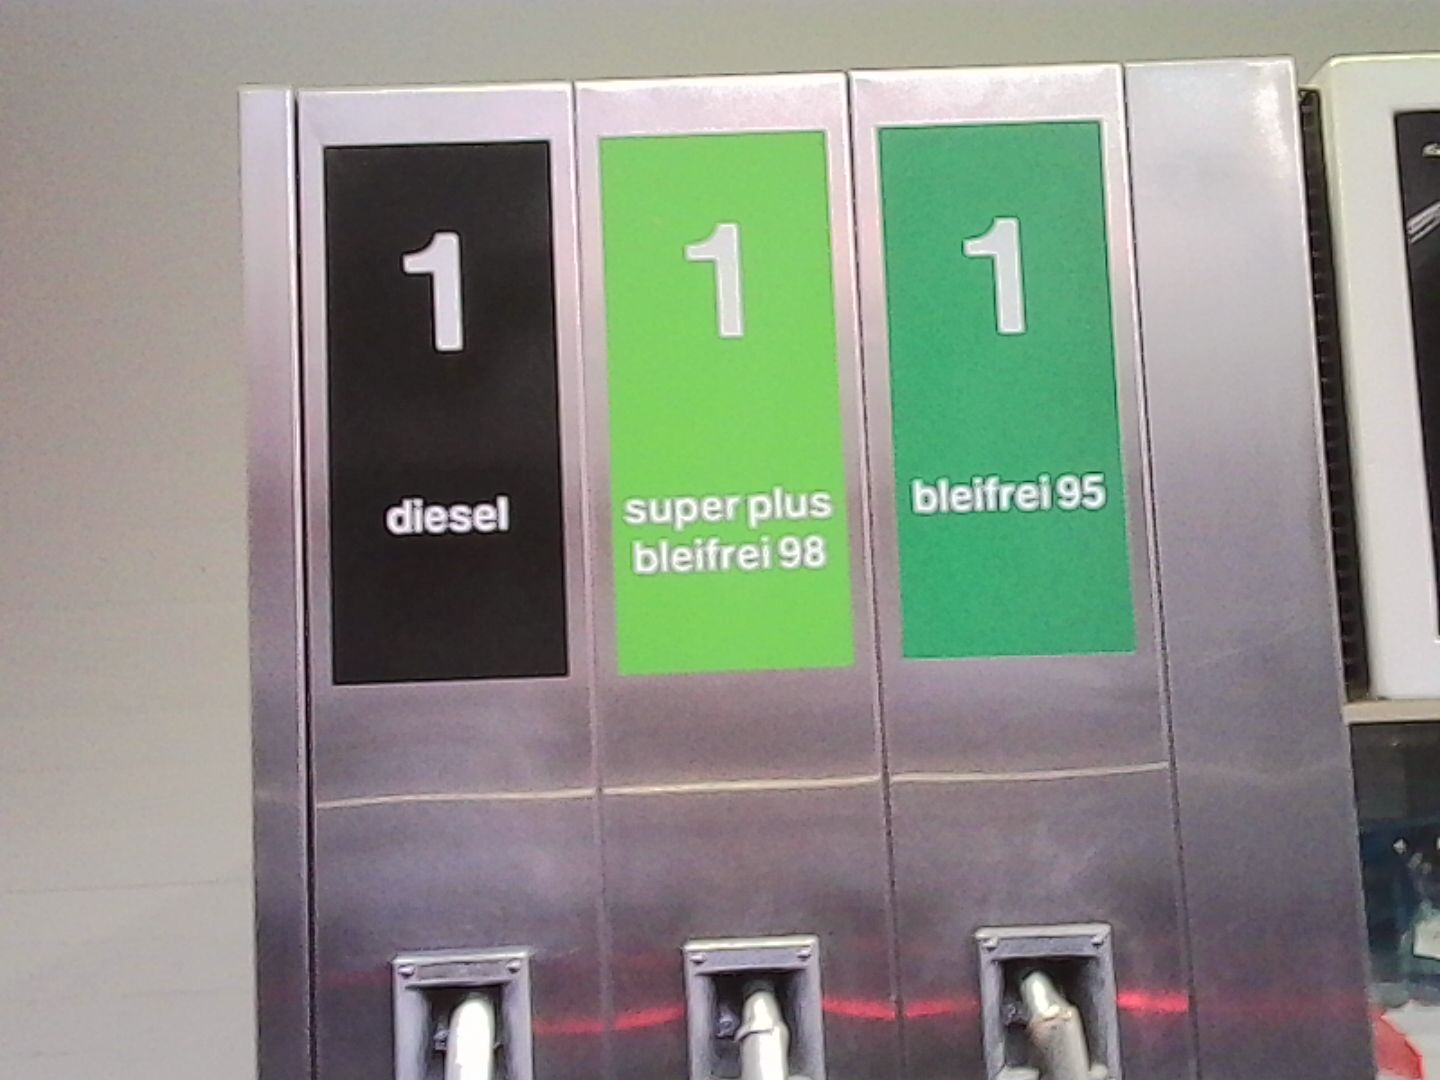 1
diesel
1
super plus
bleifrei 98
1
bleifrei 95